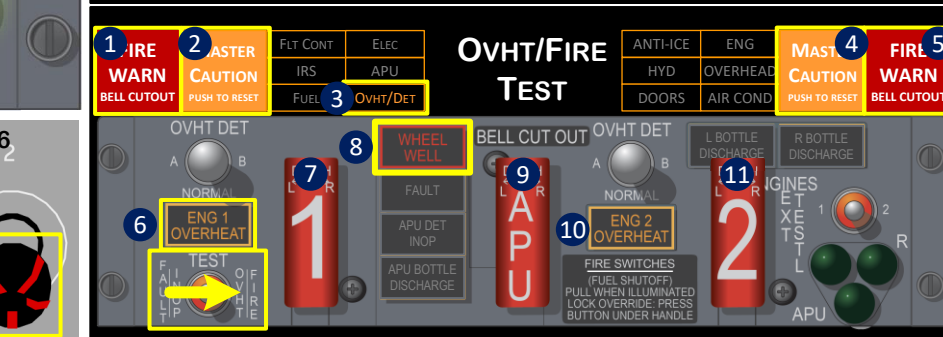 1 FIRE
WARN
BELL CUTOUT
2 MASTER
CAUTION
PUSH TO RESET
FLT CONT ELEC
IRS APU
FUEL 3 OVHT/DET
OVHT/FIRE
TEST
ANTI-ICE ENG
HYD OVERHEAD
DOORS AIR COND
MASTER 4
CAUTION
PUSH TO RESET
FIRE 5
WARN
BELL CUTOUT
6
2
OVHT DET
A B
NORMAL
6 ENG 1
OVERHEAT
TEST
FAULT
INOP
OVHT
FIRE
7
L R
1
8 WHEEL
WELL
FAULT
APU DET
INOP
APU BOTTLE
DISCHARGE
BELL CUT OUT
9
L R
APU
OVHT DET
A B
NORMAL
10 ENG 2
OVERHEAT
FIRE SWITCHES
(FUEL SHUTOFF)
PULL WHEN ILLUMINATED
LOCK OVERRIDE: PRESS
BUTTON UNDER HANDLE
L BOTTLE
DISCHARGE
R BOTTLE
DISCHARGE
11
L R
2
1 2
R
L
APU